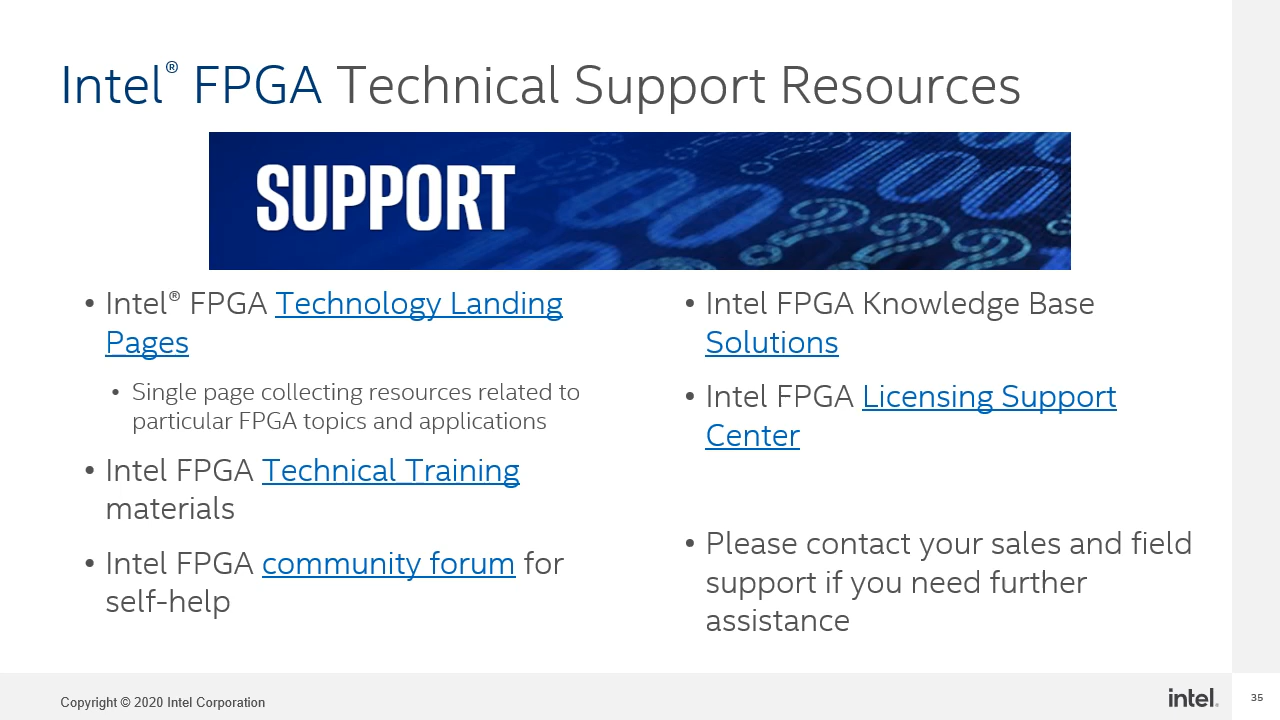 Intel® FPGA Technical Support Resources
SUPPORT
• Intel® FPGA Technology Landing
Pages
• Single page collecting resources related to
particular FPGA topics and applications
• Intel FPGA Technical Training
materials
• Intel FPGA community forum for
self-help
• Intel FPGA Knowledge Base
Solutions
• Intel FPGA Licensing Support
Center
• Please contact your sales and field
support if you need further
assistance
Copyright © 2020 Intel Corporation
intel.
35